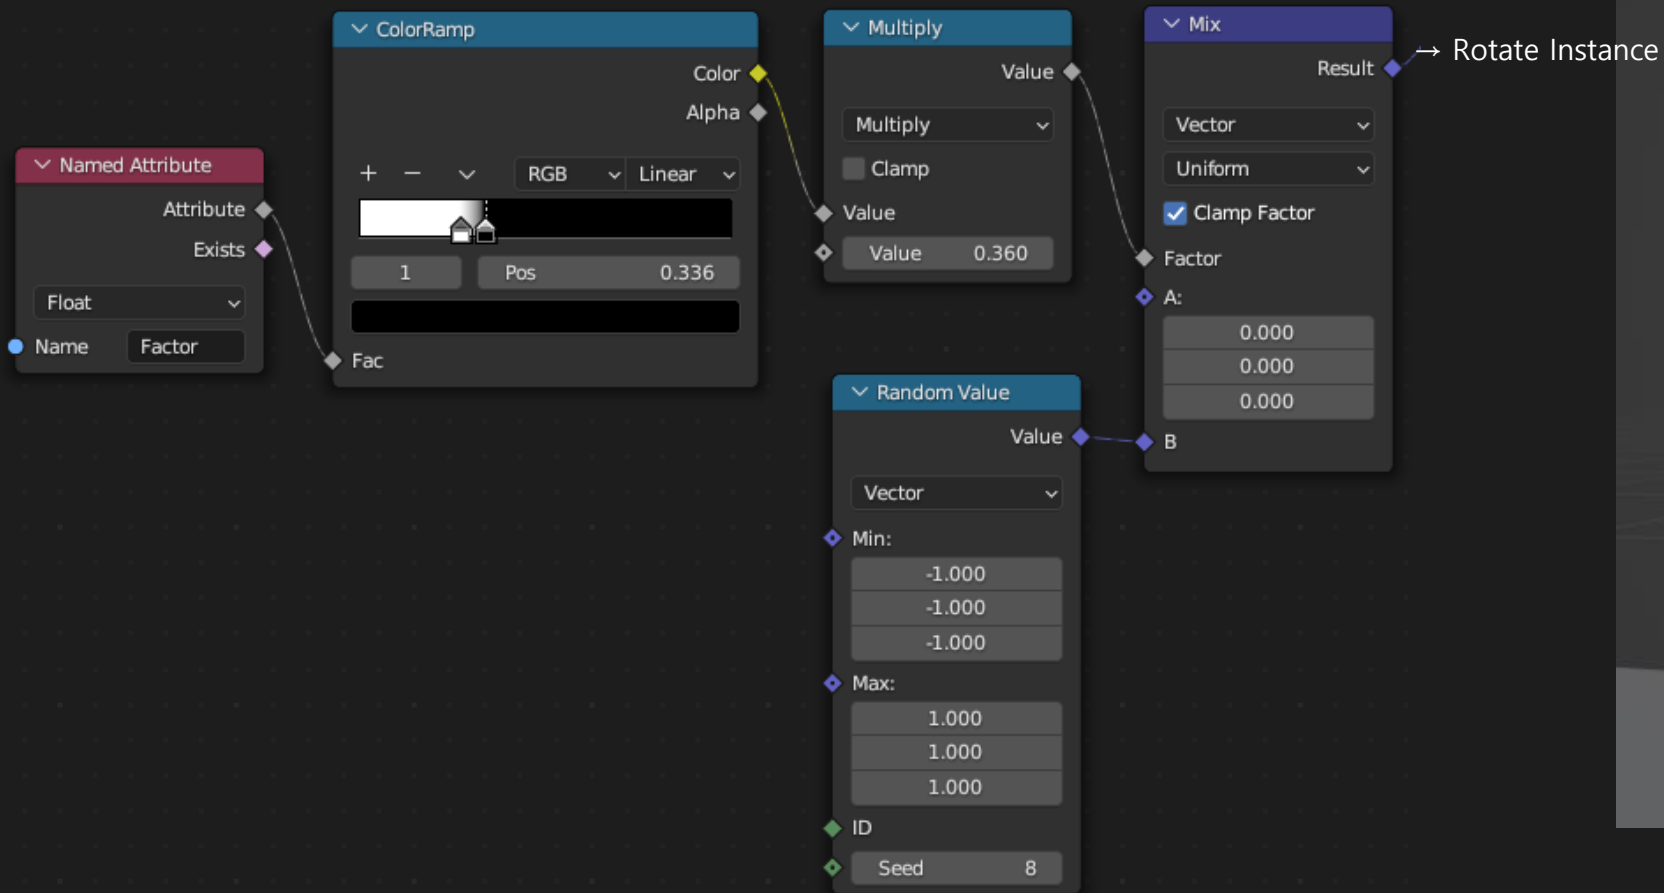 Named Attribute
Attribute
Exists
Float
Name Factor
ColorRamp
Color
Alpha
+ − RGB Linear
1 Pos 0.336
Fac
Multiply
Value
Multiply
Clamp
Value
Value 0.360
Random Value
Value
Vector
Min:
-1.000
-1.000
-1.000
Max:
1.000
1.000
1.000
ID
Seed 8
Mix
Result
Vector
Uniform
Clamp Factor
Factor
A:
0.000
0.000
0.000
B
→ Rotate Instance